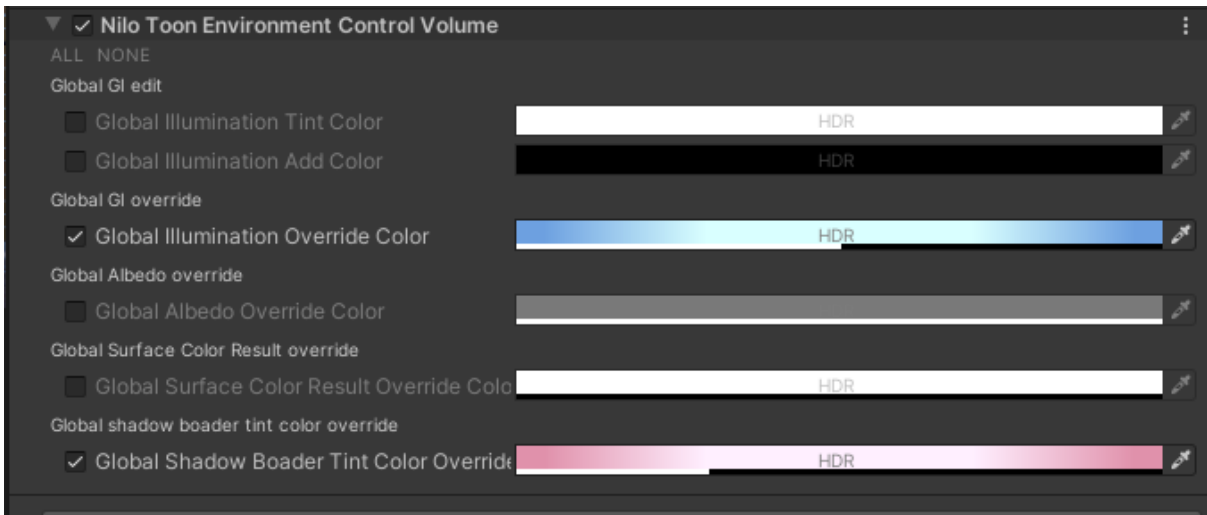 Nilo Toon Environment Control Volume
ALL NONE
Global GI edit
Global Illumination Tint Color HDR
Global Illumination Add Color HDR
Global GI override
Global Illumination Override Color HDR
Global Albedo override
Global Albedo Override Color
Global Surface Color Result override
Global Surface Color Result Override Colo HDR
Global shadow boader tint color override
Global Shadow Boader Tint Color Override HDR